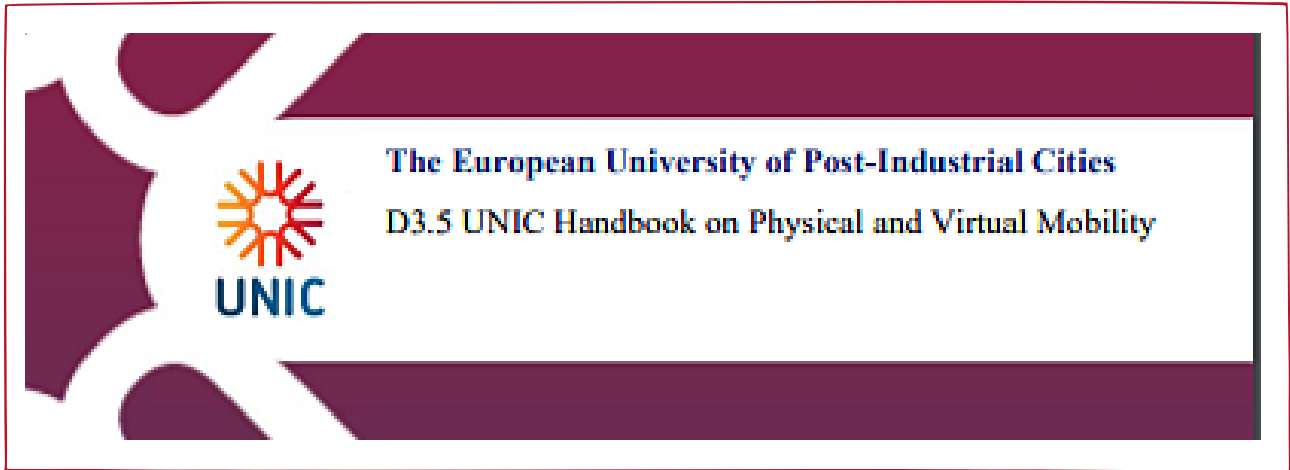 The European University of Post-Industrial Cities
D3.5 UNIC Handbook on Physical and Virtual Mobility
UNIC